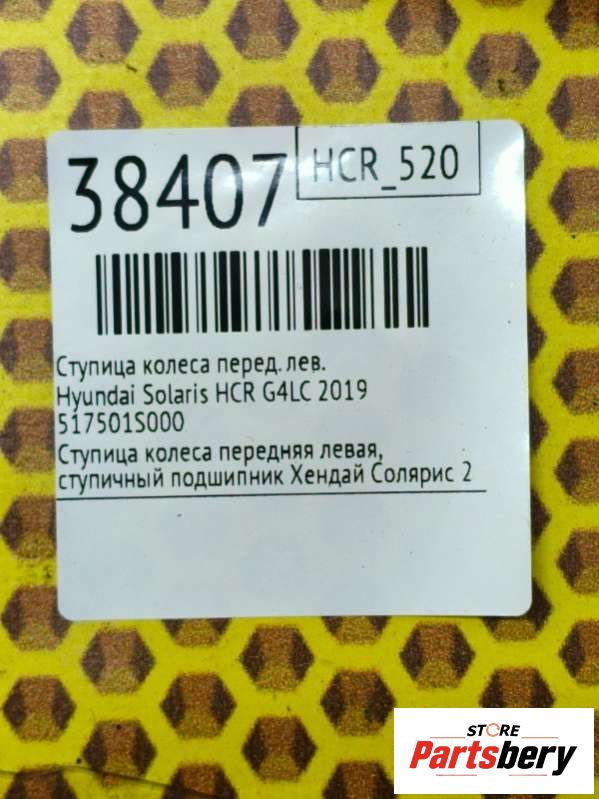 38407
HCR_520
Ступица колеса перед. лев.
Hyundai Solaris HCR G4LC 2019
517501S000
Ступица колеса передняя левая,
ступичный подшипник Хендай Солярис 2
STORE
Partsbery